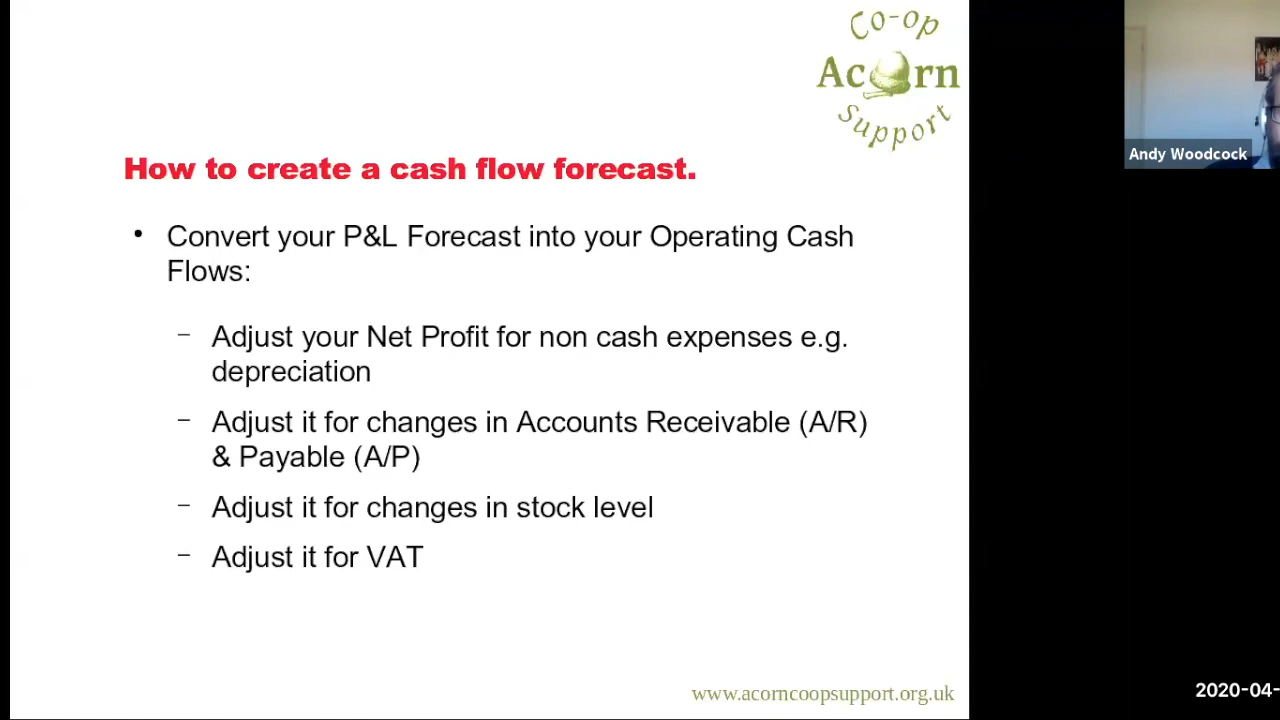 Co-op
Acorn
Support
Andy Woodcock
How to create a cash flow forecast.
• Convert your P&L Forecast into your Operating Cash
Flows:
– Adjust your Net Profit for non cash expenses e.g.
depreciation
– Adjust it for changes in Accounts Receivable (A/R)
& Payable (A/P)
– Adjust it for changes in stock level
– Adjust it for VAT
www.acorncoopsupport.org.uk
2020-04-